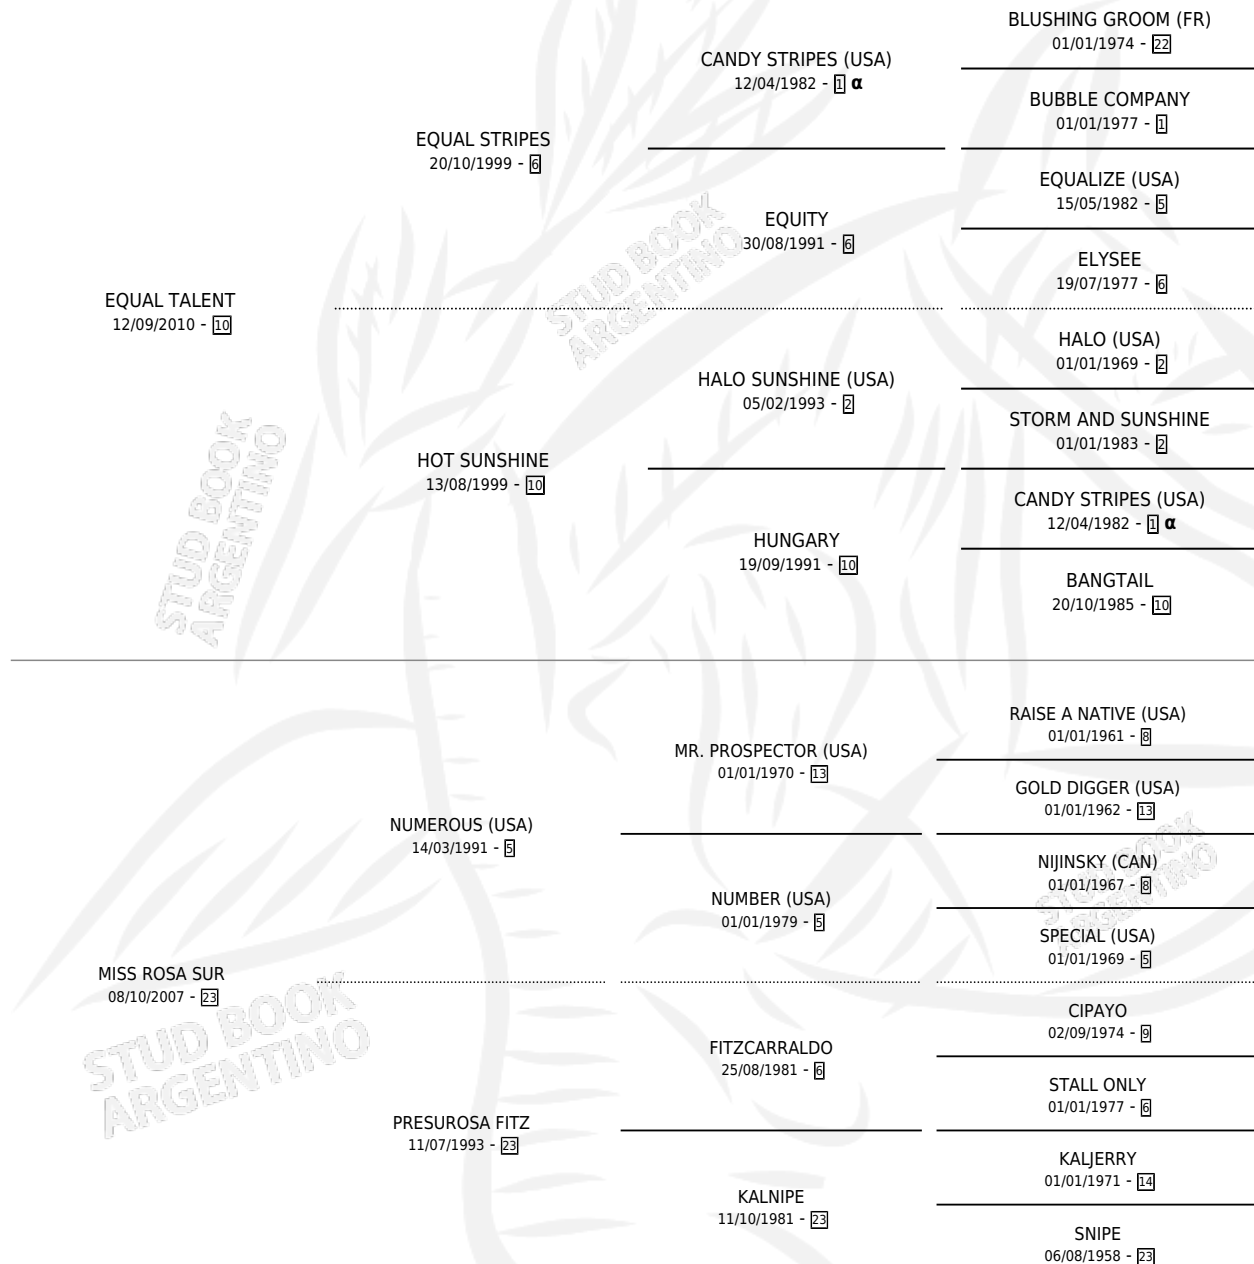 BLUSHING GROOM (FR)
01/01/1974 - 22
CANDY STRIPES (USA)
12/04/1982 - 1 α
BUBBLE COMPANY
01/01/1977 - 1
EQUAL STRIPES
20/10/1999 - 6
EQUALIZE (USA)
15/05/1982 - 5
EQUITY
30/08/1991 - 6
ELYSEE
19/07/1977 - 6
EQUAL TALENT
12/09/2010 - 10
HALO (USA)
01/01/1969 - 2
HALO SUNSHINE (USA)
05/02/1993 - 2
STORM AND SUNSHINE
01/01/1983 - 2
HOT SUNSHINE
13/08/1999 - 10
CANDY STRIPES (USA)
12/04/1982 - 1 α
HUNGARY
19/09/1991 - 10
BANGTAIL
20/10/1985 - 10
RAISE A NATIVE (USA)
01/01/1961 - 8
MR. PROSPECTOR (USA)
01/01/1970 - 13
GOLD DIGGER (USA)
01/01/1962 - 13
NUMEROUS (USA)
14/03/1991 - 5
NIJINSKY (CAN)
01/01/1967 - 8
NUMBER (USA)
01/01/1979 - 5
SPECIAL (USA)
01/01/1969 - 5
MISS ROSA SUR
08/10/2007 - 23
CIPAYO
02/09/1974 - 9
FITZCARRALDO
25/08/1981 - 6
STALL ONLY
01/01/1977 - 6
PRESUROSA FITZ
11/07/1993 - 23
KALJERRY
01/01/1971 - 14
KALNIPE
11/10/1981 - 23
SNIPE
06/08/1958 - 23
STUD BOOK
ARGENTINO
STUD BOOK
ARGENTINO
STUD BOOK
ARGENTINO
STUD BOOK
ARGENTINO